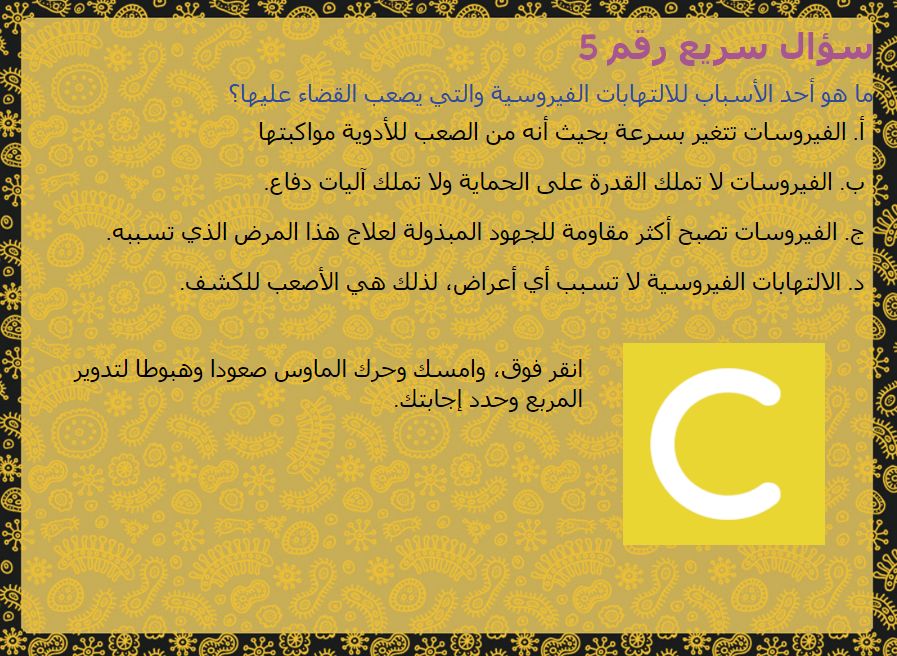 سؤال سريع رقم 5
ما هو أحد الأسباب للالتهابات الفيروسية والتي يصعب القضاء عليها؟
أ. الفيروسات تتغير بسرعة بحيث أنه من الصعب للأدوية مواكبتها
ب. الفيروسات لا تملك القدرة على الحماية ولا تملك آليات دفاع.
ج. الفيروسات تصبح أكثر مقاومة للجهود المبذولة لعلاج هذا المرض الذي تسببه.
د. الالتهابات الفيروسية لا تسبب أي أعراض، لذلك هي الأصعب للكشف.
انقر فوق، وامسك وحرك الماوس صعودا وهبوطا لتدوير
المربع وحدد إجابتك.
C